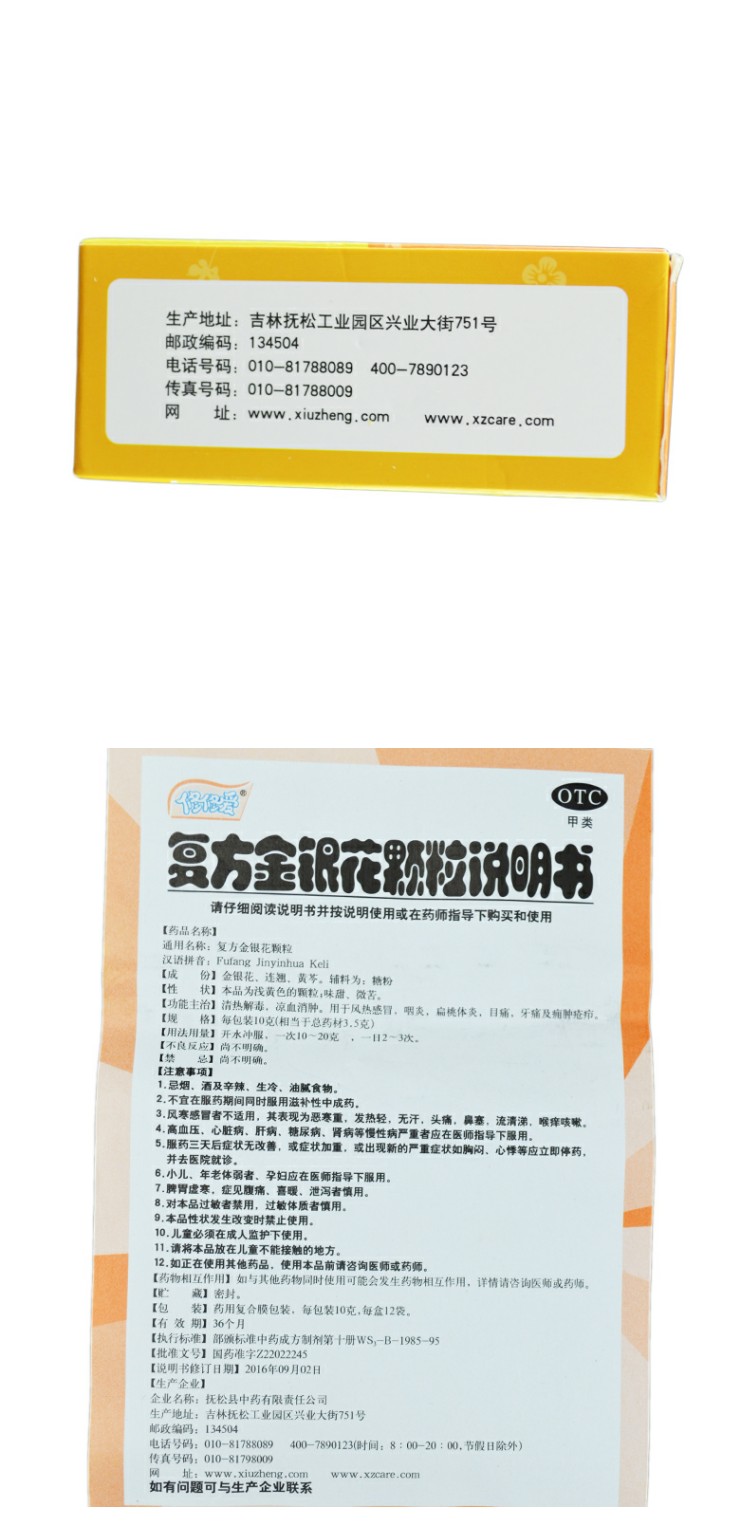 生产地址：吉林抚松工业园区兴业大街751号
邮政编码：134504
电话号码：010—81788089 400—7890123
传真号码：010—81788009
网 址：www.xiuzheng.com www.xzcare.com
修修爱®
OTC
甲类
复方金银花颗粒说明书
请仔细阅读说明书并按说明使用或在药师指导下购买和使用
【药品名称】
通用名称：复方金银花颗粒
汉语拼音：Fufang Jinyinhua Keli
【成 份】金银花、连翘、黄芩。辅料为：糖粉
【性 状】本品为浅黄色的颗粒;味甜、微苦。
【功能主治】清热解毒，凉血消肿。用于风热感冒，咽炎，扁桃体炎，目痛，牙痛及痈肿疮疖。
【规 格】每包装10克(相当于总药材3.5克)
【用法用量】开水冲服，一次10～20克 ，一日2～3次。
【不良反应】尚不明确。
【禁 忌】尚不明确。
【注意事项】
1.忌烟、酒及辛辣、生冷、油腻食物。
2.不宜在服药期间同时服用滋补性中成药。
3.风寒感冒者不适用，其表现为恶寒重，发热轻，无汗，头痛，鼻塞，流清涕，喉痒咳嗽。
4.高血压、心脏病、肝病、糖尿病、肾病等慢性病严重者应在医师指导下服用。
5.服药三天后症状无改善，或症状加重，或出现新的严重症状如胸闷、心悸等应立即停药，
并去医院就诊。
6.小儿、年老体弱者、孕妇应在医师指导下服用。
7.脾胃虚寒，症见腹痛、喜暖、泄泻者慎用。
8.对本品过敏者禁用，过敏体质者慎用。
9.本品性状发生改变时禁止使用。
10.儿童必须在成人监护下使用。
11.请将本品放在儿童不能接触的地方。
12.如正在使用其他药品，使用本品前请咨询医师或药师。
【药物相互作用】如与其他药物同时使用可能会发生药物相互作用，详情请咨询医师或药师。
【贮 藏】密封。
【包 装】药用复合膜包装，每包装10克，每盒12袋。
【有 效 期】36个月
【执行标准】部颁标准中药成方制剂第十册WS₃-B-1985-95
【批准文号】国药准字Z22022245
【说明书修订日期】2016年09月02日
【生产企业】
企业名称：抚松县中药有限责任公司
生产地址：吉林抚松工业园区兴业大街751号
邮政编码：134504
电话号码：010-81788089 400-7890123(时间：8：00-20：00,节假日除外)
传真号码：010-81798009
网 址：www.xiuzheng.com www.xzcare.com
如有问题可与生产企业联系